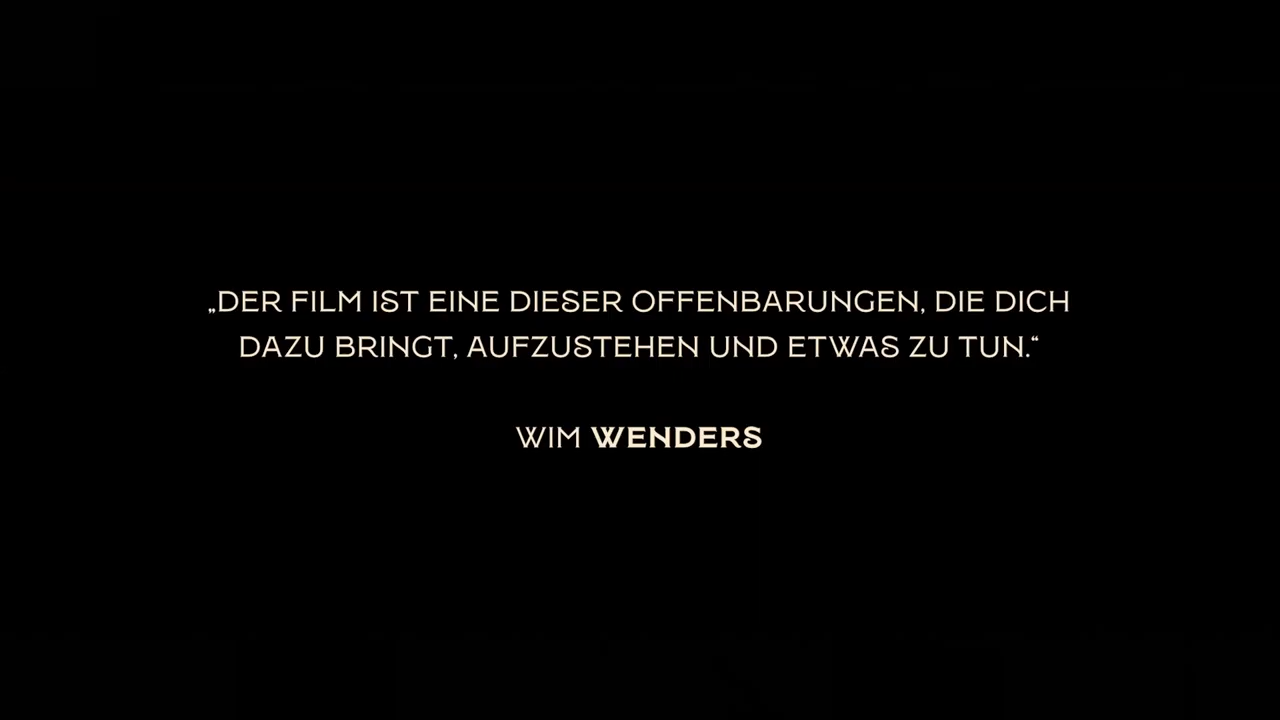 „DER FILM IST EINE DIESER OFFENBARUNGEN, DIE DICH
DAZU BRINGT, AUFZUSTEHEN UND ETWAS ZU TUN.“
WIM WENDERS